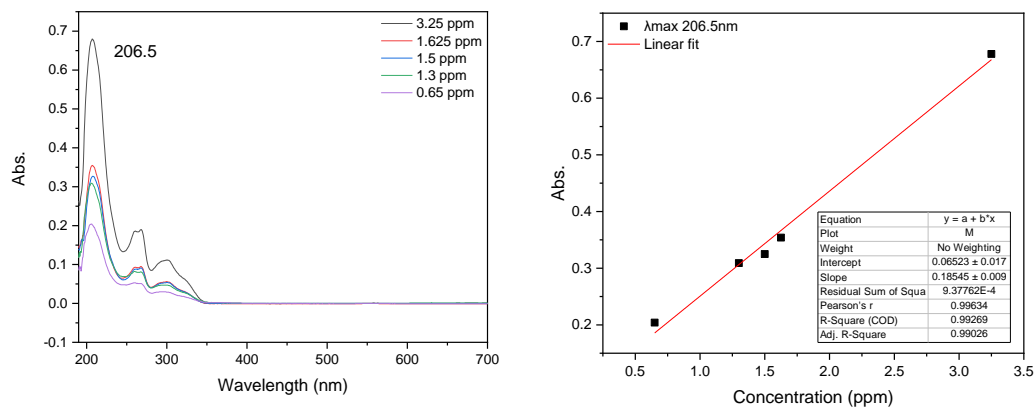 206.5
3.25 ppm
1.625 ppm
1.5 ppm
1.3 ppm
0.65 ppm
0.7
0.6
0.5
0.4
0.3
0.2
0.1
0.0
-0.1
Abs.
200 300 400 500 600 700
Wavelength (nm)
λmax 206.5nm
Linear fit
0.8
0.7
0.6
0.5
0.4
0.3
0.2
Abs.
Equation y = a + b*x
Plot M
Weight No Weighting
Intercept 0.06523 ± 0.017
Slope 0.18545 ± 0.009
Residual Sum of Squa 9.37762E-4
Pearson's r 0.99634
R-Square (COD) 0.99269
Adj. R-Square 0.99026
0.5 1.0 1.5 2.0 2.5 3.0 3.5
Concentration (ppm)